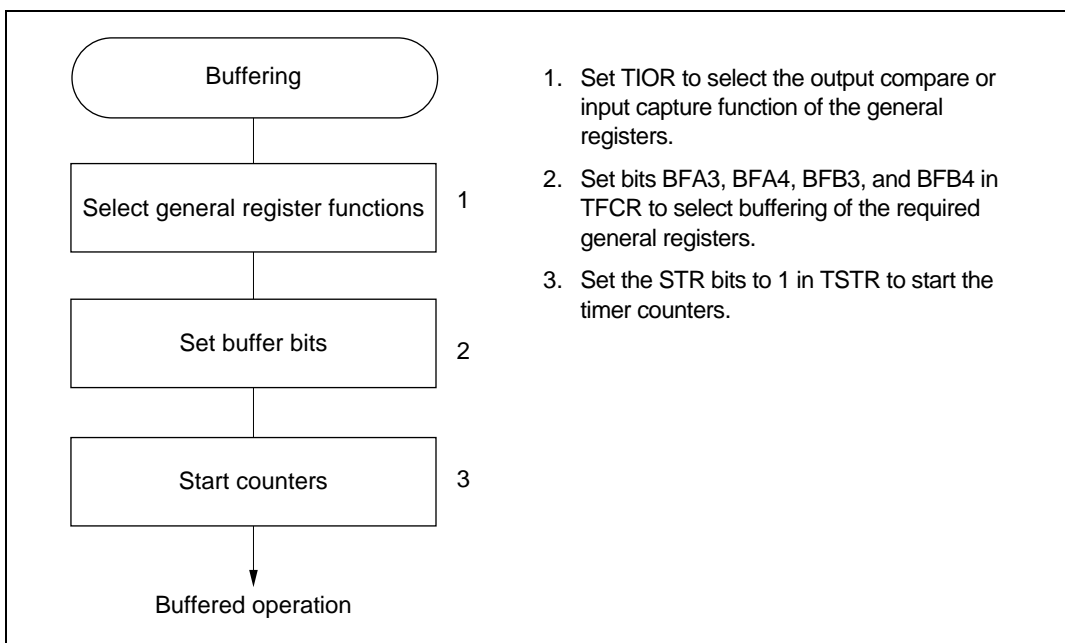 Buffering
Select general register functions
1
Set buffer bits
2
Start counters
3
Buffered operation
1. Set TIOR to select the output compare or
input capture function of the general
registers.
2. Set bits BFA3, BFA4, BFB3, and BFB4 in
TFCR to select buffering of the required
general registers.
3. Set the STR bits to 1 in TSTR to start the
timer counters.